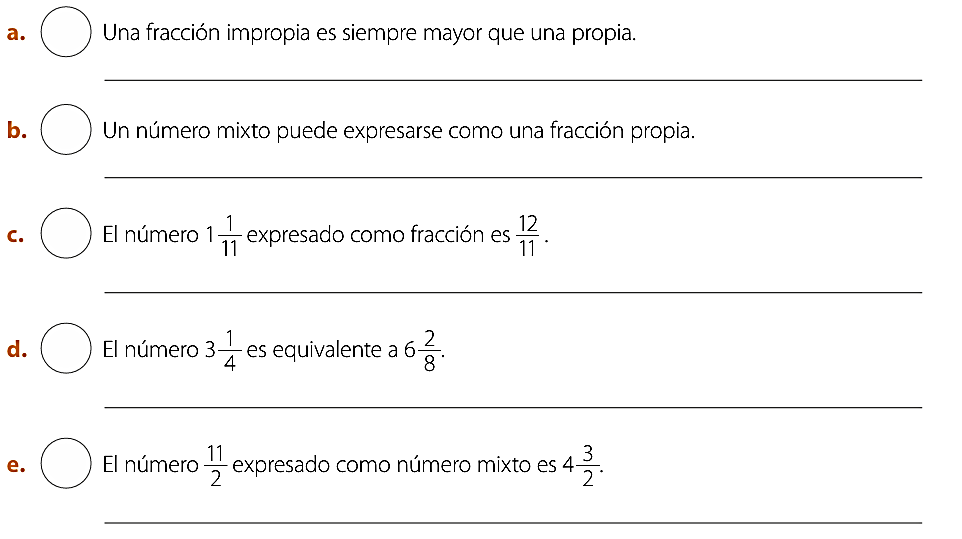 a. Una fracción impropia es siempre mayor que una propia.
b. Un número mixto puede expresarse como una fracción propia.
c. El número 1 1/11 expresado como fracción es 12/11.
d. El número 3 1/4 es equivalente a 6 2/8.
e. El número 11/2 expresado como número mixto es 4 3/2.